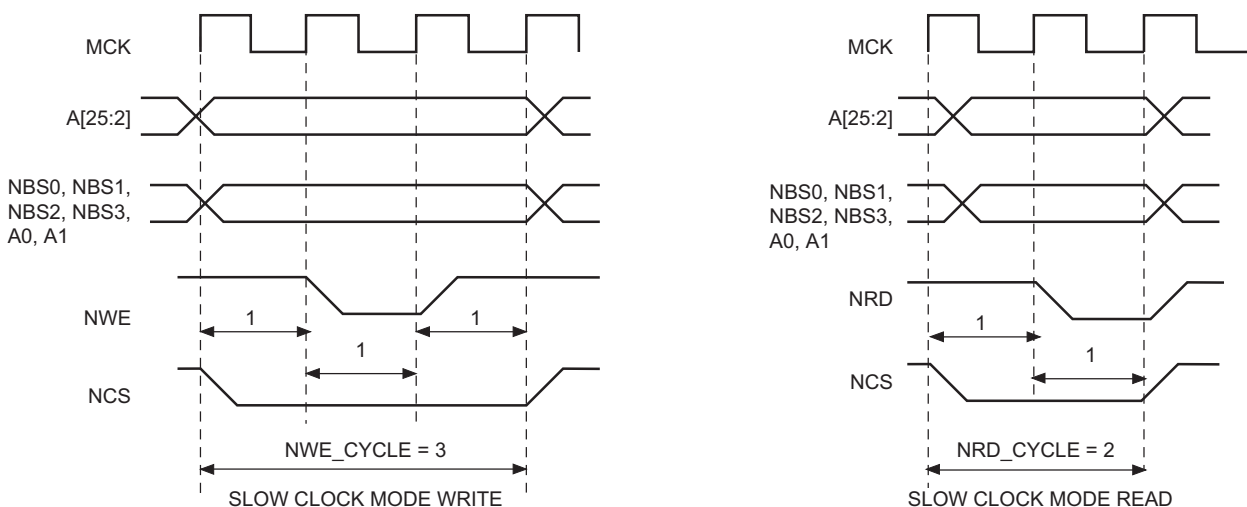 MCK
A[25:2]
NBS0, NBS1,
NBS2, NBS3,
A0, A1
NWE
1
1
1
NCS
NWE_CYCLE = 3
SLOW CLOCK MODE WRITE
MCK
A[25:2]
NBS0, NBS1,
NBS2, NBS3,
A0, A1
NRD
1
1
NCS
NRD_CYCLE = 2
SLOW CLOCK MODE READ